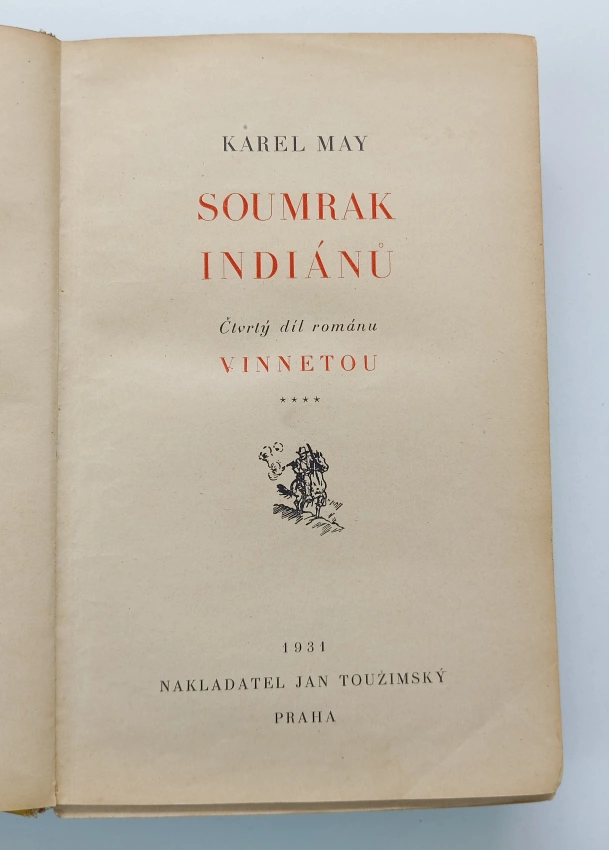 KAREL MAY
SOUMRAK
INDIÁNŮ
Čtvrtý díl románu
VINNETOU
****
1931
NAKLADATEL JAN TOUŽIMSKÝ
PRAHA